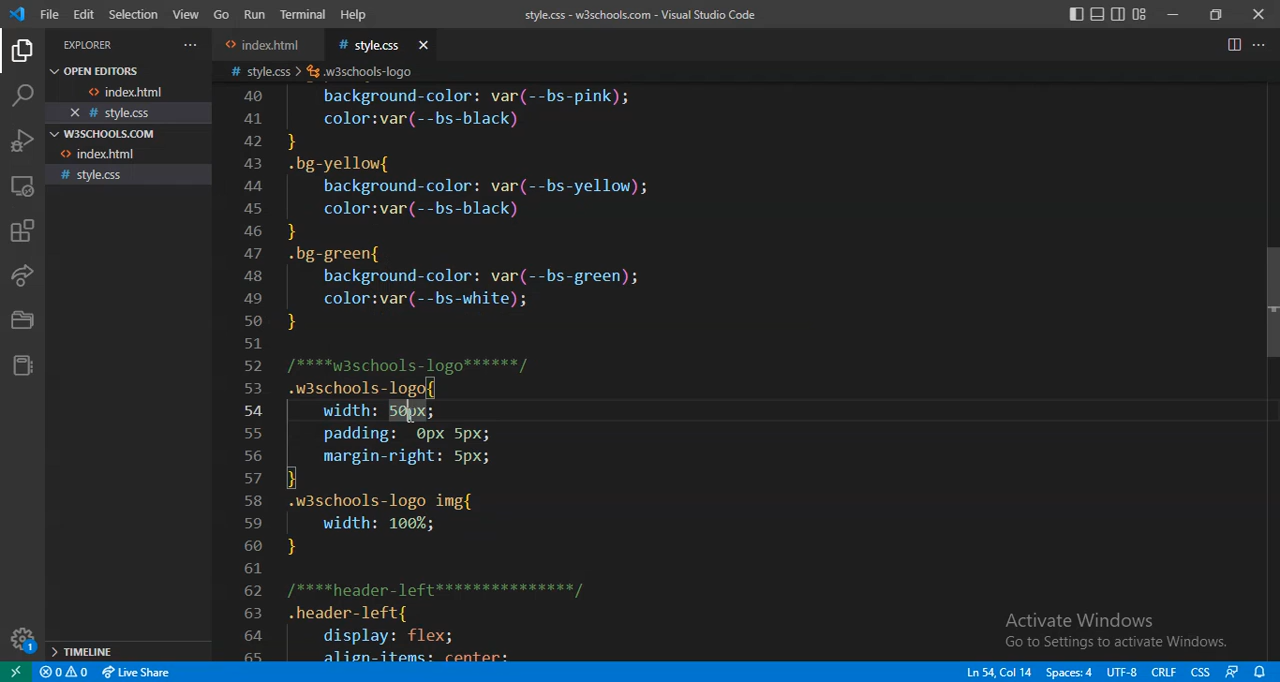 File Edit Selection View Go Run Terminal Help
style.css - w3schools.com - Visual Studio Code
EXPLORER
OPEN EDITORS
index.html
style.css
W3SCHOOLS.COM
index.html
style.css
TIMELINE
index.html
# style.css
# style.css > .w3schools-logo
40 background-color: var(--bs-pink);
41 color:var(--bs-black)
42 }
43 .bg-yellow{
44 background-color: var(--bs-yellow);
45 color:var(--bs-black)
46 }
47 .bg-green{
48 background-color: var(--bs-green);
49 color:var(--bs-white);
50 }
51
52 /****w3schools-logo******/
53 .w3schools-logo{
54 width: 50px;
55 padding:  0px 5px;
56 margin-right: 5px;
57 }
58 .w3schools-logo img{
59 width: 100%;
60 }
61
62 /****header-left***************/
63 .header-left{
64 display: flex;
65 align-items: center;
Activate Windows
Go to Settings to activate Windows.
1
0 0 Live Share
Ln 54, Col 14 Spaces: 4 UTF-8 CRLF CSS